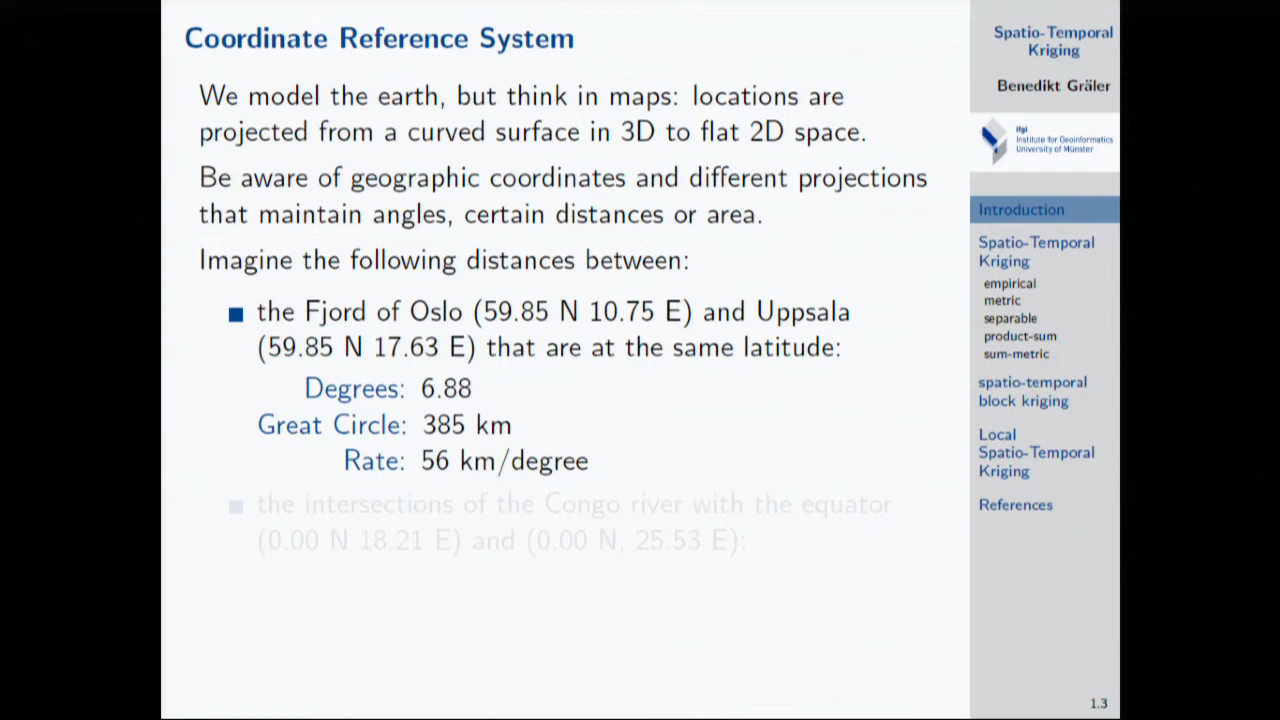 Coordinate Reference System
We model the earth, but think in maps: locations are
projected from a curved surface in 3D to flat 2D space.
Be aware of geographic coordinates and different projections
that maintain angles, certain distances or area.
Imagine the following distances between:
the Fjord of Oslo (59.85 N 10.75 E) and Uppsala
(59.85 N 17.63 E) that are at the same latitude:
Degrees: 6.88
Great Circle: 385 km
Rate: 56 km/degree
the intersections of the Congo river with the equator
(0.00 N 18.21 E) and (0.00 N, 25.53 E):
Spatio-Temporal
Kriging
Benedikt Gräler
ifgi
Institute for Geoinformatics
University of Münster
Introduction
Spatio-Temporal
Kriging
empirical
metric
separable
product-sum
sum-metric
spatio-temporal
block kriging
Local
Spatio-Temporal
Kriging
References
1.3